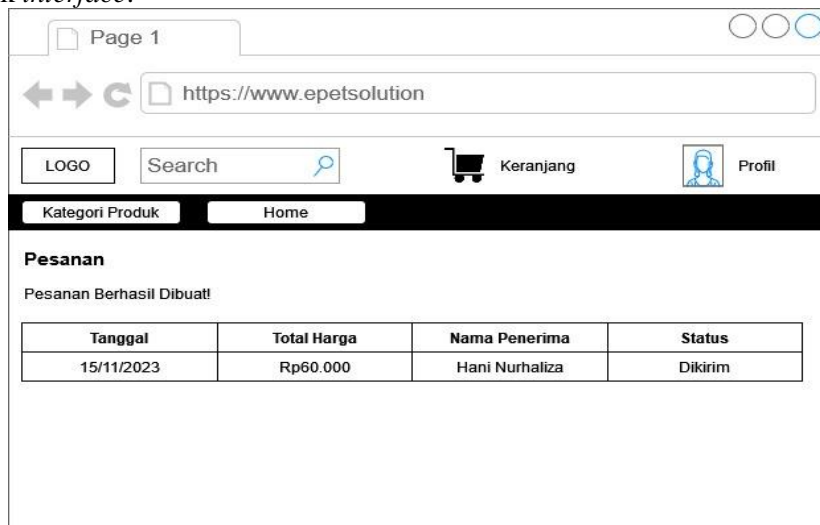 interface.
Page 1
https://www.epetsolution
LOGO Search Keranjang Profil
Kategori Produk Home
Pesanan
Pesanan Berhasil Dibuat!
Tanggal Total Harga Nama Penerima Status
15/11/2023 Rp60.000 Hani Nurhaliza Dikirim